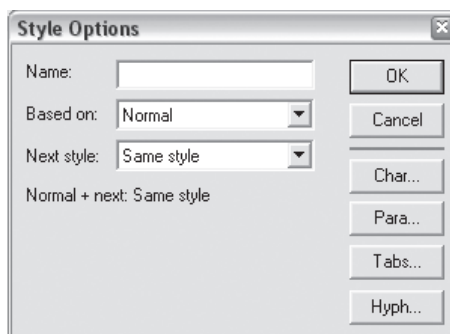 Style Options
Name:
OK
Based on: Normal
Cancel
Next style: Same style
Char...
Normal + next: Same style
Para...
Tabs...
Hyph...